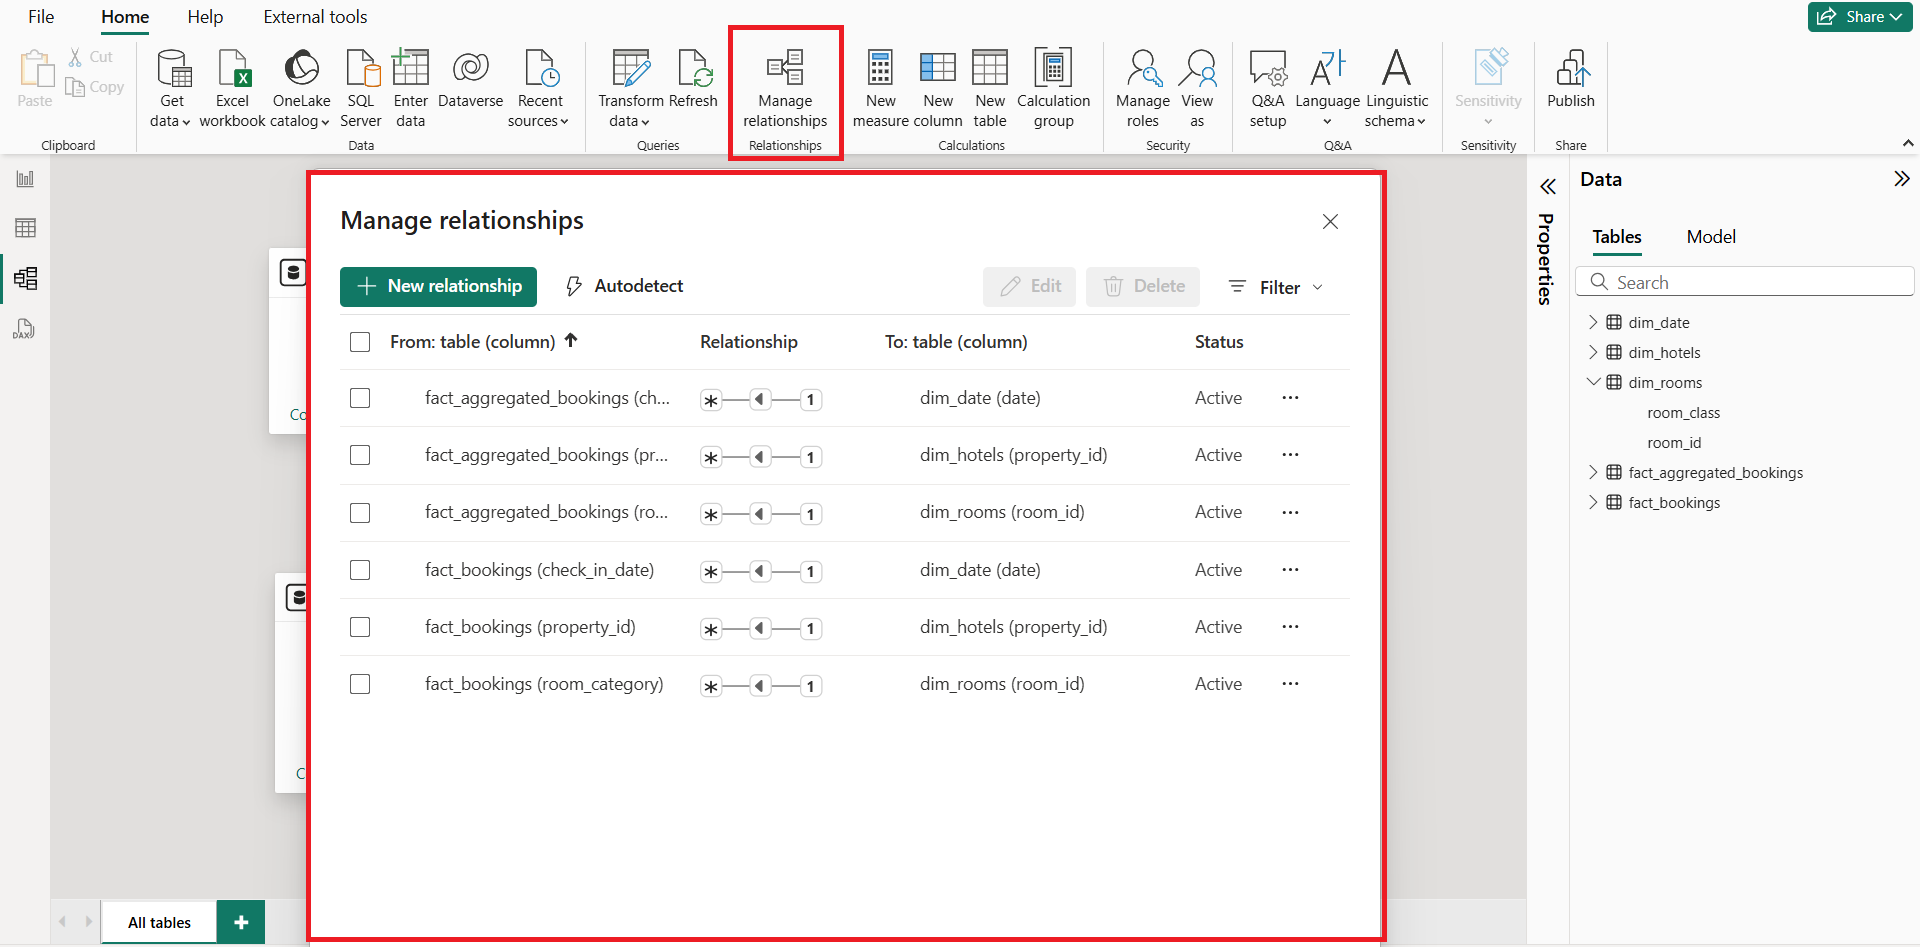 File Home Help External tools Share
Paste Cut Copy
Get data Excel workbook OneLake catalog SQL Server Enter data Dataverse Recent sources
Transform data Refresh
Manage relationships
New measure New column New table Calculation group
Manage roles View as
Q&A setup Language Linguistic schema
Sensitivity
Publish
Clipboard Data Queries Relationships Calculations Security Q&A Sensitivity Share
DAX
Manage relationships
New relationship Autodetect Edit Delete Filter
From: table (column) Relationship To: table (column) Status
fact_aggregated_bookings (ch... * 1 dim_date (date) Active ...
fact_aggregated_bookings (pr... * 1 dim_hotels (property_id) Active ...
fact_aggregated_bookings (ro... * 1 dim_rooms (room_id) Active ...
fact_bookings (check_in_date) * 1 dim_date (date) Active ...
fact_bookings (property_id) * 1 dim_hotels (property_id) Active ...
fact_bookings (room_category) * 1 dim_rooms (room_id) Active ...
Co
C
All tables
Properties
Data
Tables Model
Search
dim_date
dim_hotels
dim_rooms
room_class
room_id
fact_aggregated_bookings
fact_bookings